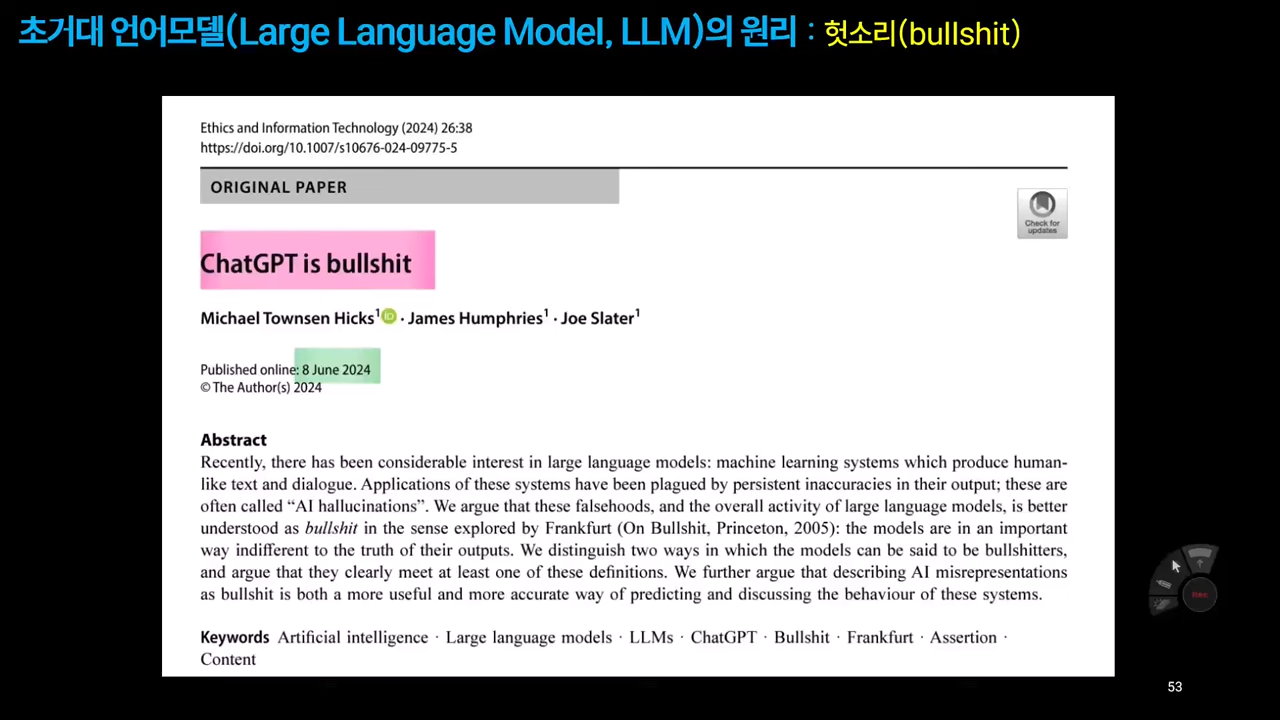 초거대 언어모델(Large Language Model, LLM)의 원리 : 헛소리(bullshit)
Ethics and Information Technology (2024) 26:38
https://doi.org/10.1007/s10676-024-09775-5
ORIGINAL PAPER
Check for
updates
ChatGPT is bullshit
Michael Townsen Hicks¹ iD · James Humphries¹ · Joe Slater¹
Published online: 8 June 2024
© The Author(s) 2024
Abstract
Recently, there has been considerable interest in large language models: machine learning systems which produce human-
like text and dialogue. Applications of these systems have been plagued by persistent inaccuracies in their output; these are
often called “AI hallucinations”. We argue that these falsehoods, and the overall activity of large language models, is better
understood as bullshit in the sense explored by Frankfurt (On Bullshit, Princeton, 2005): the models are in an important
way indifferent to the truth of their outputs. We distinguish two ways in which the models can be said to be bullshitters,
and argue that they clearly meet at least one of these definitions. We further argue that describing AI misrepresentations
as bullshit is both a more useful and more accurate way of predicting and discussing the behaviour of these systems.
Keywords Artificial intelligence · Large language models · LLMs · ChatGPT · Bullshit · Frankfurt · Assertion ·
Content
Rec
53